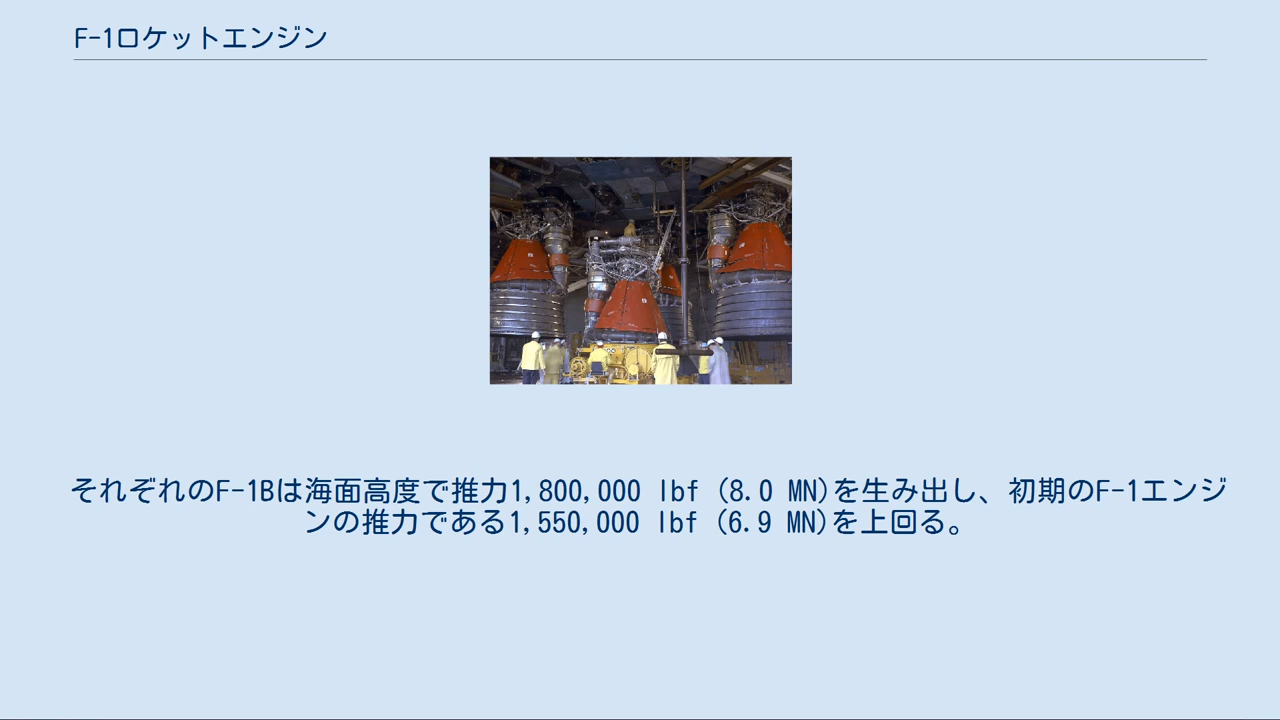 F-1ロケットエンジン
それぞれのF-1Bは海面高度で推力1,800,000 lbf (8.0 MN)を生み出し、初期のF-1エンジ
ンの推力である1,550,000 lbf (6.9 MN)を上回る。